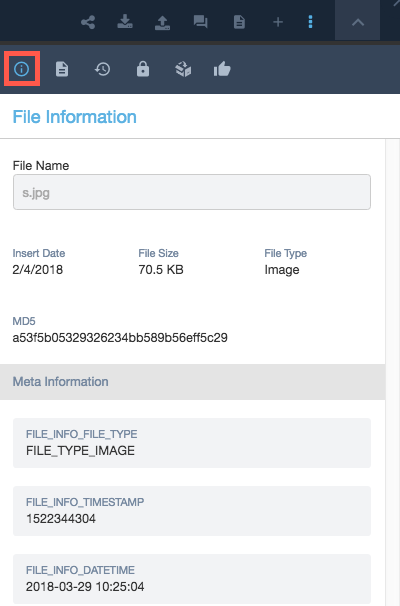 File Information
File Name
s.jpg
Insert Date File Size File Type
2/4/2018 70.5 KB Image
MD5
a53f5b05329326234bb589b56eff5c29
Meta Information
FILE_INFO_FILE_TYPE
FILE_TYPE_IMAGE
FILE_INFO_TIMESTAMP
1522344304
FILE_INFO_DATETIME
2018-03-29 10:25:04